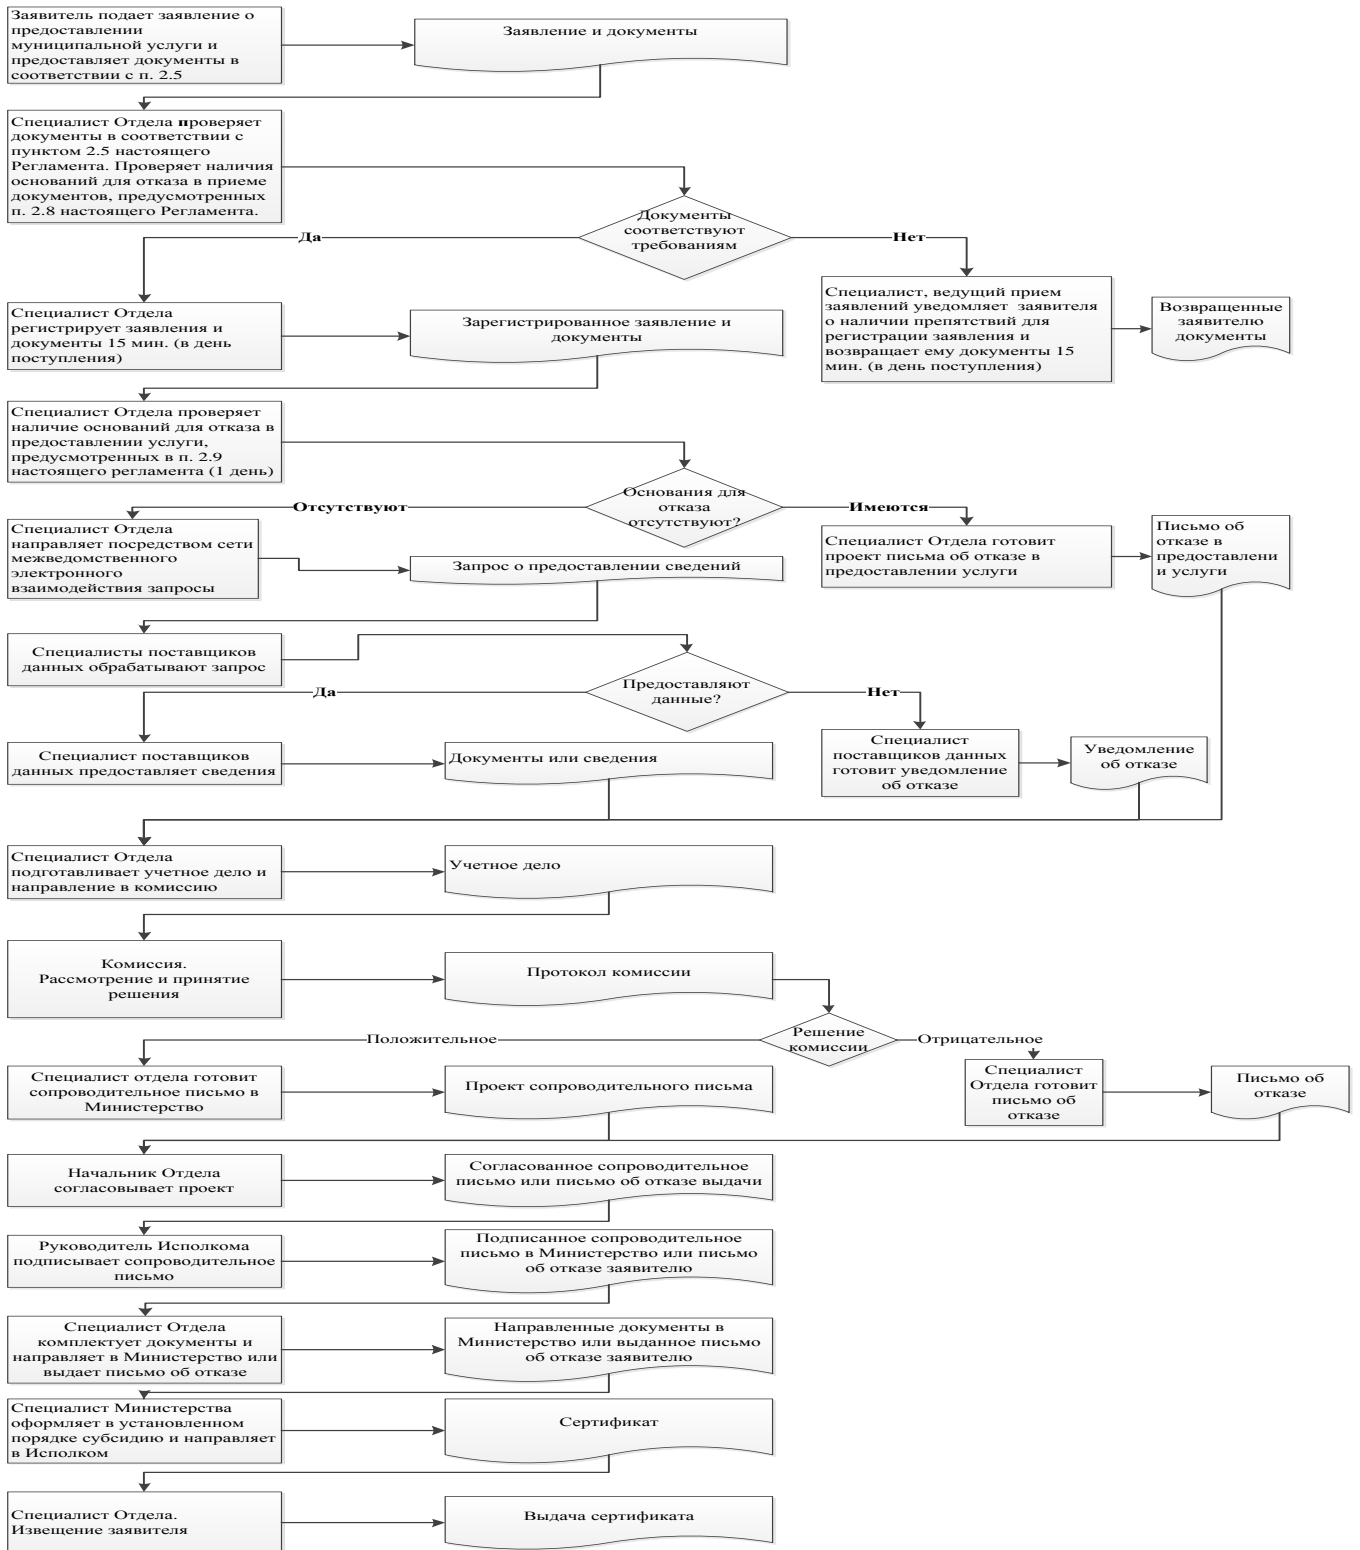 Заявитель подает заявление о
предоставлении
муниципальной услуги и
предоставляет документы в
соответствии с п. 2.5
Заявление и документы
Специалист Отдела проверяет
документы в соответствии с
пунктом 2.5 настоящего
Регламента. Проверяет наличия
оснований для отказа в приеме
документов, предусмотренных
п. 2.8 настоящего Регламента.
Документы
соответствуют
требованиям
Да
Нет
Специалист Отдела
регистрирует заявления и
документы 15 мин. (в день
поступления)
Зарегистрированное заявление и
документы
Специалист, ведущий прием
заявлений уведомляет заявителя
о наличии препятствий для
регистрации заявления и
возвращает ему документы 15
мин. (в день поступления)
Возвращенные
заявителю
документы
Специалист Отдела проверяет
наличие оснований для отказа в
предоставлении услуги,
предусмотренных в п. 2.9
настоящего регламента (1 день)
Основания для
отказа
отсутствуют?
Отсутствуют
Имеются
Специалист Отдела
направляет посредством сети
межведомственного
электронного
взаимодействия запросы
Запрос о предоставлении сведений
Специалист Отдела готовит
проект письма об отказе в
предоставлении услуги
Письмо об
отказе в
предоставлени
и услуги
Специалисты поставщиков
данных обрабатывают запрос
Предоставляют
данные?
Да
Нет
Специалист поставщиков
данных предоставляет сведения
Документы или сведения
Специалист
поставщиков данных
готовит уведомление
об отказе
Уведомление
об отказе
Специалист Отдела
подготавливает учетное дело и
направление в комиссию
Учетное дело
Комиссия.
Рассмотрение и принятие
решения
Протокол комиссии
Решение
комиссии
Положительное
Отрицательное
Специалист отдела готовит
сопроводительное письмо в
Министерство
Проект сопроводительного письма
Специалист
Отдела готовит
письмо об
отказе
Письмо об
отказе
Начальник Отдела
согласовывает проект
Согласованное сопроводительное
письмо или письмо об отказе выдачи
Руководитель Исполкома
подписывает сопроводительное
письмо
Подписанное сопроводительное
письмо в Министерство или письмо
об отказе заявителю
Специалист Отдела
комплектует документы и
направляет в Министерство или
выдает письмо об отказе
Направленные документы в
Министерство или выданное письмо
об отказе заявителю
Специалист Министерства
оформляет в установленном
порядке субсидию и направляет
в Исполком
Сертификат
Специалист Отдела.
Извещение заявителя
Выдача сертификата